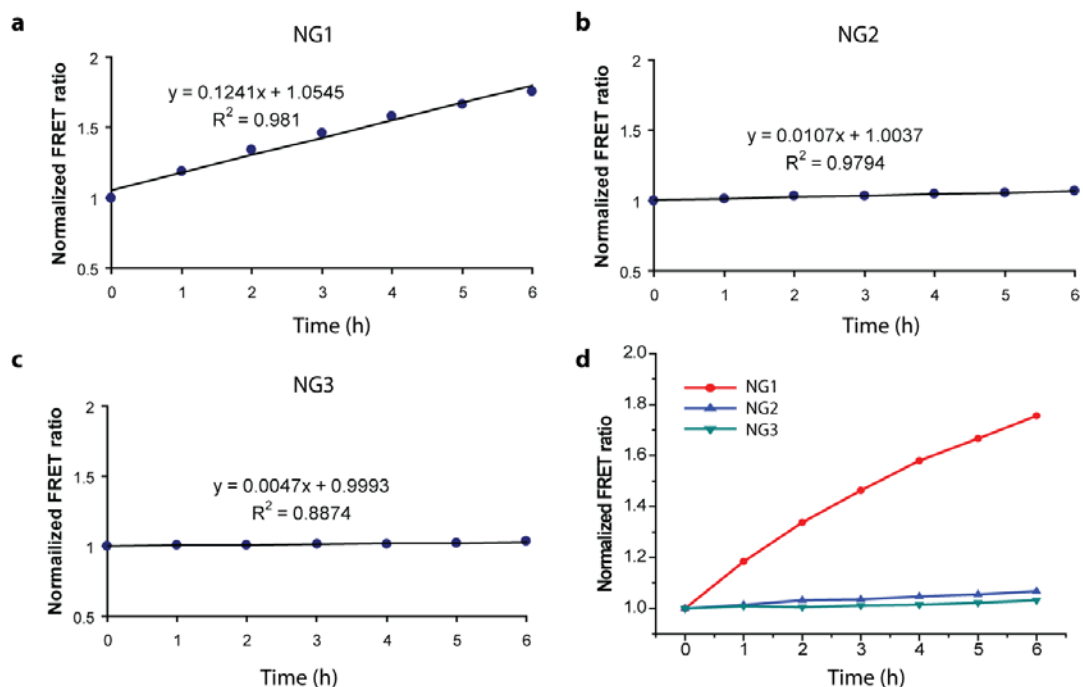 a
NG1
Normalized FRET ratio
2
1.5
1
0.5
y = 0.1241x + 1.0545
R² = 0.981
0 1 2 3 4 5 6
Time (h)
b
NG2
Normalized FRET ratio
2
1.5
1
0.5
y = 0.0107x + 1.0037
R² = 0.9794
0 1 2 3 4 5 6
Time (h)
c
NG3
Normailized FRET ratio
2
1.5
1
0.5
y = 0.0047x + 0.9993
R² = 0.8874
0 1 2 3 4 5 6
Time (h)
d
Normalized FRET ratio
2.0
1.8
1.6
1.4
1.2
1.0
NG1
NG2
NG3
0 1 2 3 4 5 6
Time (h)